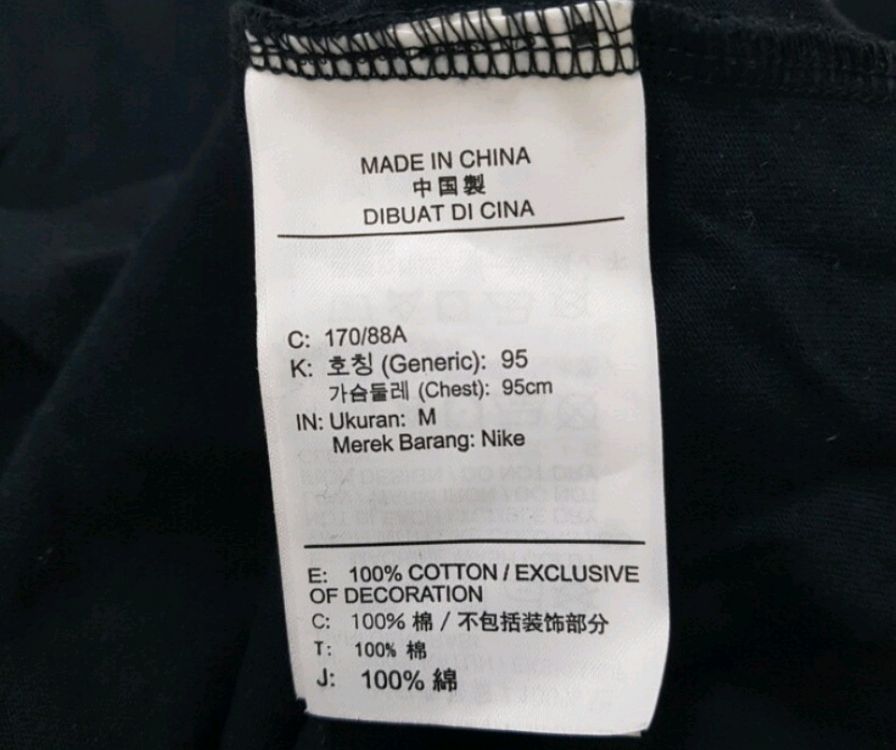 MADE IN CHINA
中国製
DIBUAT DI CINA
C: 170/88A
K: 호칭 (Generic): 95
가슴둘레 (Chest): 95cm
IN: Ukuran: M
Merek Barang: Nike
E: 100% COTTON / EXCLUSIVE
OF DECORATION
C: 100% 棉 / 不包括装饰部分
T: 100% 棉
J: 100% 綿